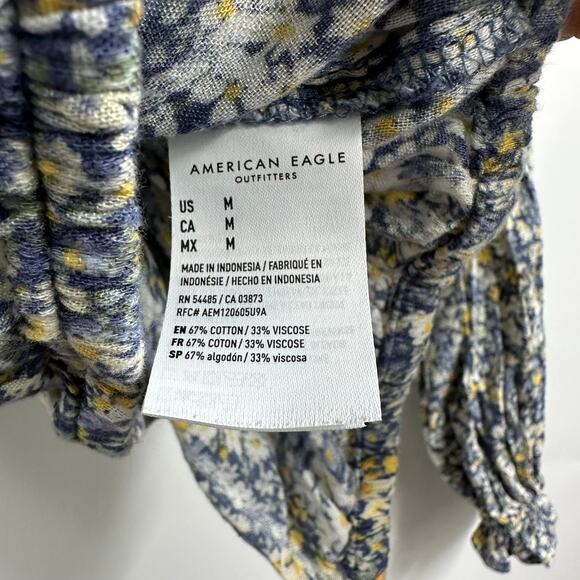 AMERICAN EAGLE
OUTFITTERS
US M
CA M
MX M
MADE IN INDONESIA / FABRIQUÉ EN
INDONÉSIE / HECHO EN INDONESIA
RN 54485 / CA 03873
RFC# AEM120605U9A
EN 67% COTTON / 33% VISCOSE
FR 67% COTON / 33% VISCOSE
SP 67% algodón / 33% viscosa